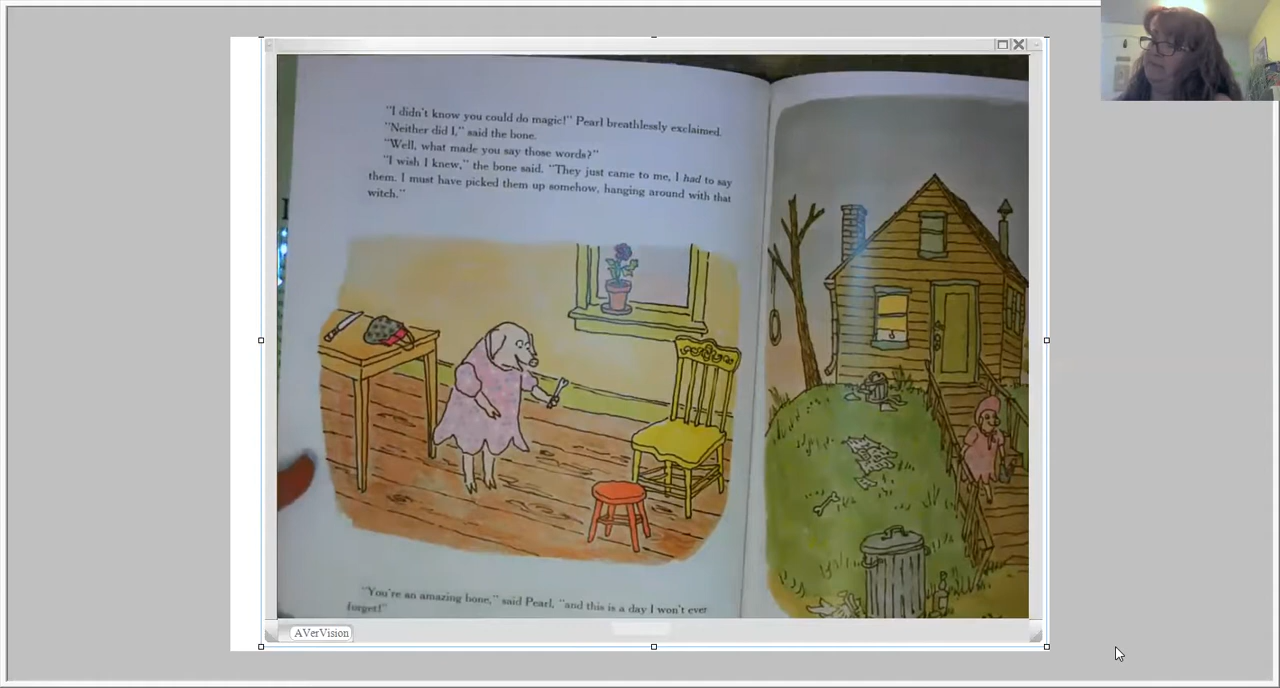 "I didn't know you could do magic!" Pearl breathlessly exclaimed.
"Neither did I," said the bone.
"Well, what made you say those words?"
"I wish I knew," the bone said. "They just came to me, I had to say
them. I must have picked them up somehow, hanging around with that
witch."
"You're an amazing bone," said Pearl, "and this is a day I won't ever
forget!"
AVerVision